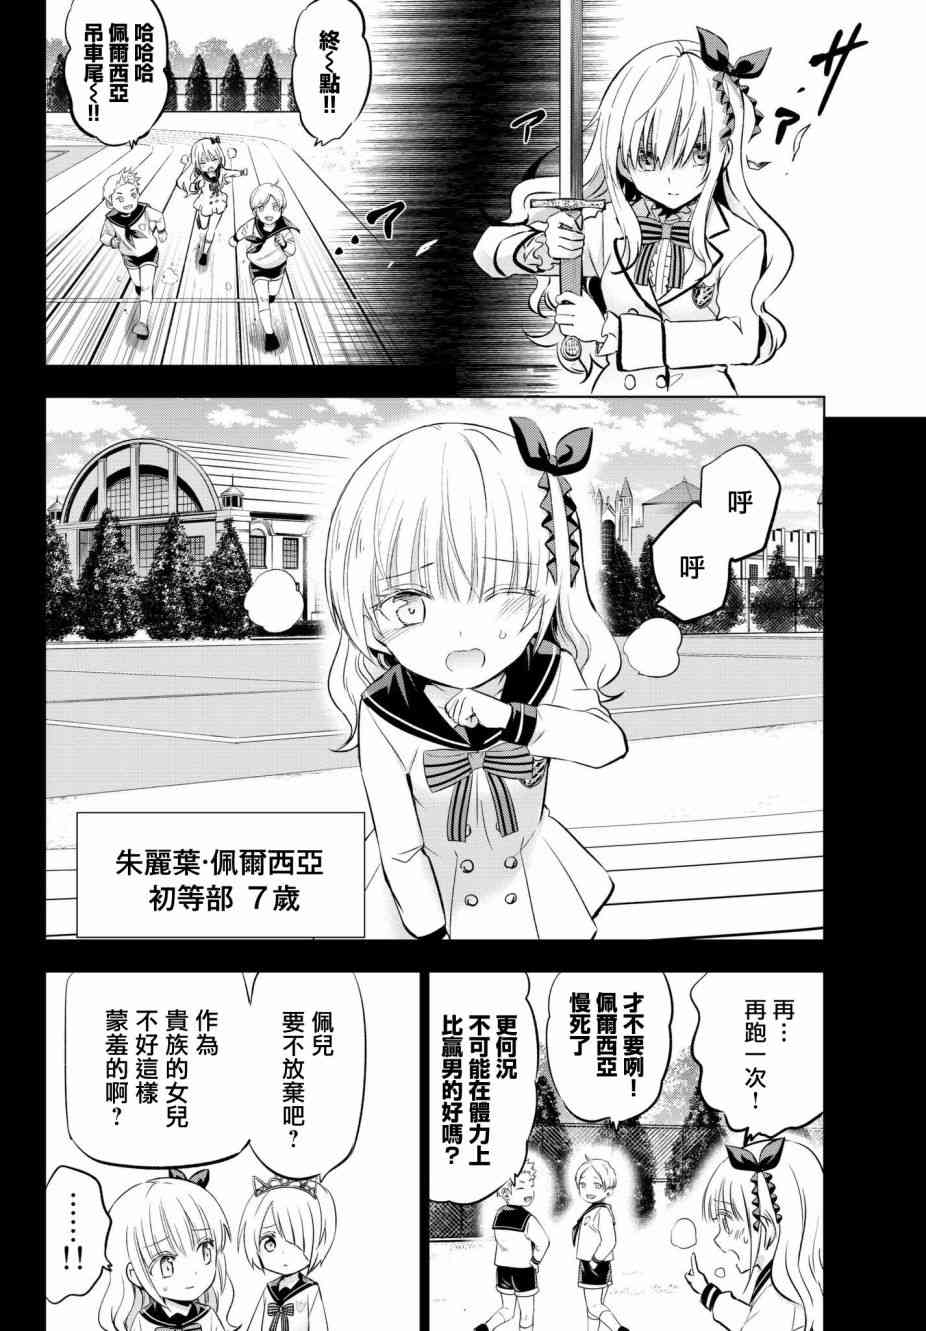 終～點!!
哈哈哈
佩爾西亞
吊車尾～!!
呼
呼
朱麗葉·佩爾西亞
初等部 7歲
再…
再跑一次！
才不要咧！
佩爾西亞
慢死了
更何況
不可能在體力上
比贏男的好嗎？
佩兒
要不放棄吧？
作為
貴族的女兒
不好這樣
蒙羞的啊？
……!!